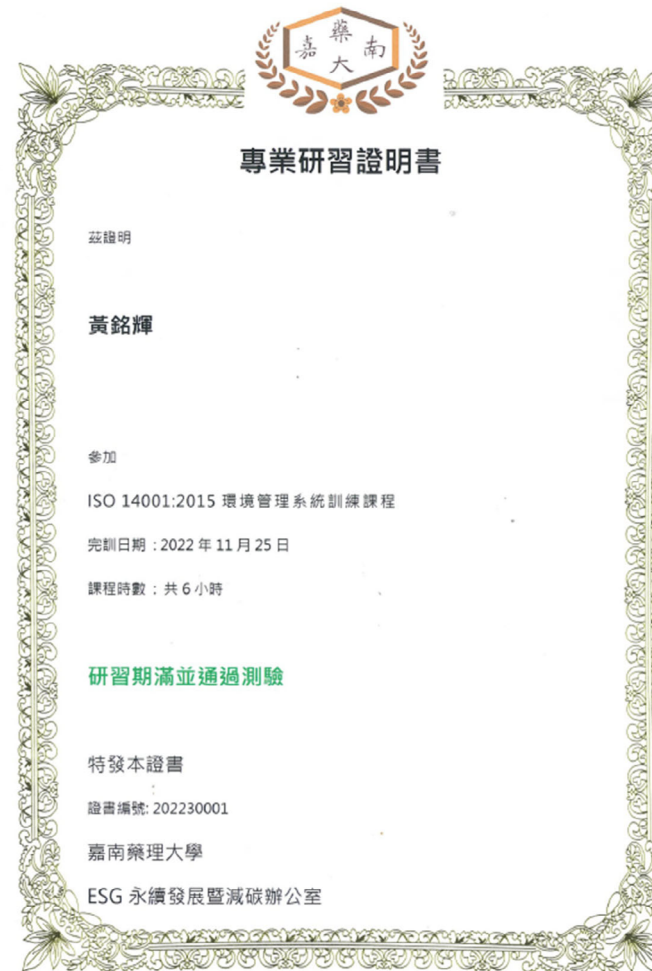 嘉藥南大
專業研習證明書
茲證明
黃銘輝
參加
ISO 14001:2015 環境管理系統訓練課程
完訓日期：2022 年 11 月 25 日
課程時數；共 6 小時
研習期滿並通過測驗
特發本證書
證書編號: 202230001
嘉南藥理大學
ESG 永續發展暨減碳辦公室